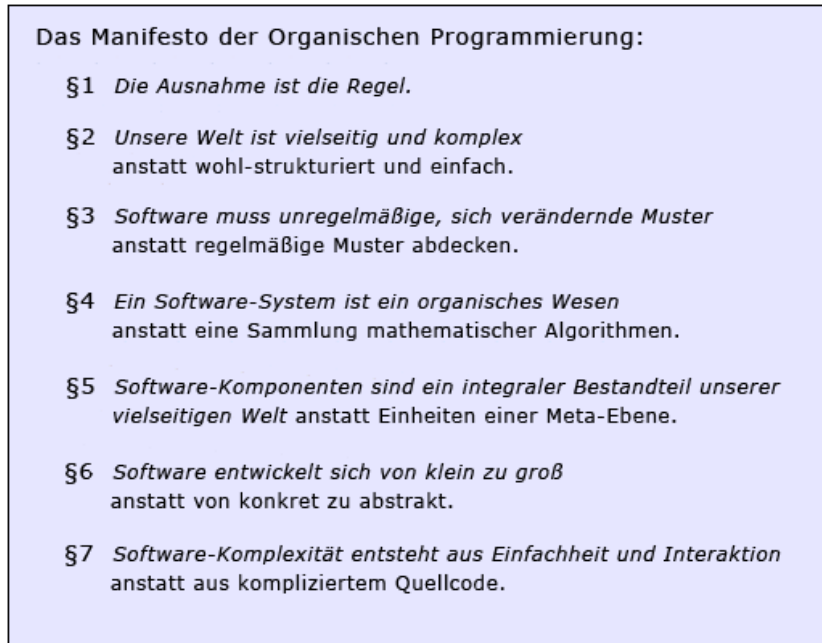 Das Manifesto der Organischen Programmierung:
§1 Die Ausnahme ist die Regel.
§2 Unsere Welt ist vielseitig und komplex
anstatt wohl-strukturiert und einfach.
§3 Software muss unregelmäßige, sich verändernde Muster
anstatt regelmäßige Muster abdecken.
§4 Ein Software-System ist ein organisches Wesen
anstatt eine Sammlung mathematischer Algorithmen.
§5 Software-Komponenten sind ein integraler Bestandteil unserer
vielseitigen Welt anstatt Einheiten einer Meta-Ebene.
§6 Software entwickelt sich von klein zu groß
anstatt von konkret zu abstrakt.
§7 Software-Komplexität entsteht aus Einfachheit und Interaktion
anstatt aus kompliziertem Quellcode.